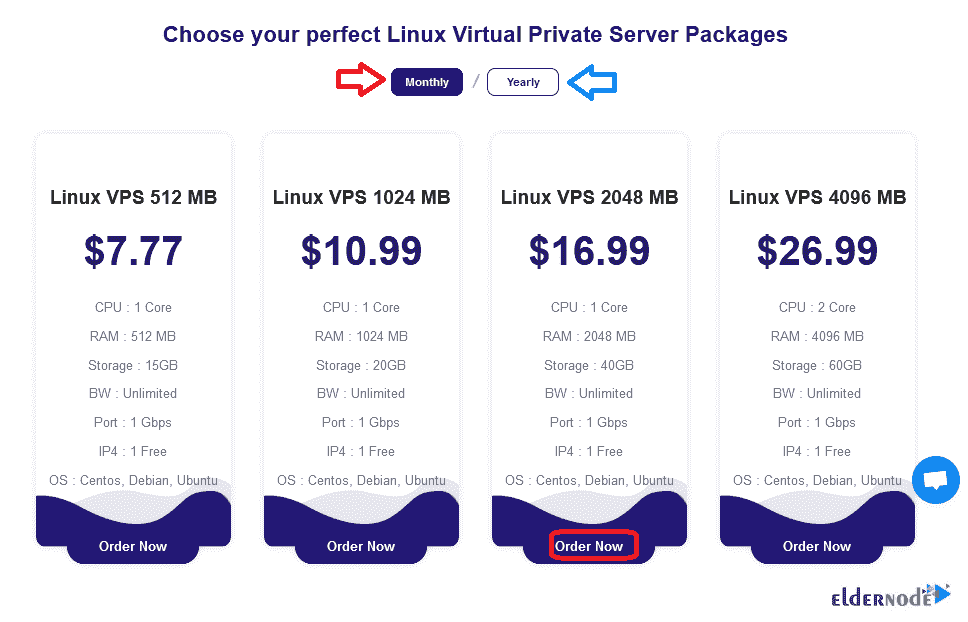 Choose your perfect Linux Virtual Private Server Packages
Monthly / Yearly
Linux VPS 512 MB
$7.77
CPU : 1 Core
RAM : 512 MB
Storage : 15GB
BW : Unlimited
Port : 1 Gbps
IP4 : 1 Free
OS : Centos, Debian, Ubuntu
Order Now
Linux VPS 1024 MB
$10.99
CPU : 1 Core
RAM : 1024 MB
Storage : 20GB
BW : Unlimited
Port : 1 Gbps
IP4 : 1 Free
OS : Centos, Debian, Ubuntu
Order Now
Linux VPS 2048 MB
$16.99
CPU : 1 Core
RAM : 2048 MB
Storage : 40GB
BW : Unlimited
Port : 1 Gbps
IP4 : 1 Free
OS : Centos, Debian, Ubuntu
Order Now
Linux VPS 4096 MB
$26.99
CPU : 2 Core
RAM : 4096 MB
Storage : 60GB
BW : Unlimited
Port : 1 Gbps
IP4 : 1 Free
OS : Centos, Debian, Ubuntu
Order Now
eldernode